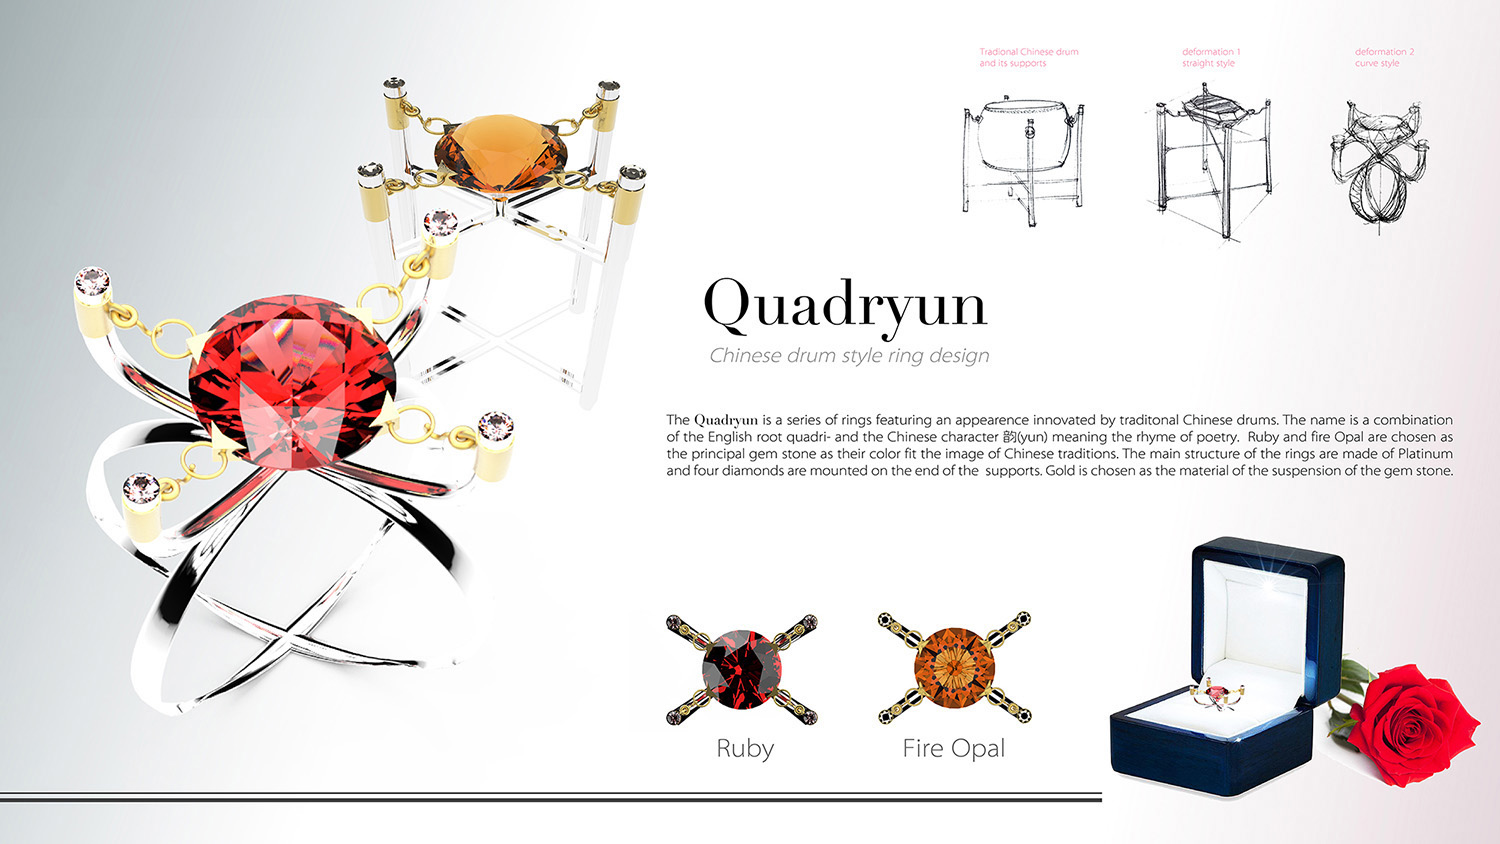 Tradional Chinese drum
and its supports
deformation 1
straight style
deformation 2
curve style
Quadryun
Chinese drum style ring design
The Quadryun is a series of rings featuring an appearence innovated by traditonal Chinese drums. The name is a combination
of the English root quadri- and the Chinese character 韵(yun) meaning the rhyme of poetry. Ruby and fire Opal are chosen as
the principal gem stone as their color fit the image of Chinese traditions. The main structure of the rings are made of Platinum
and four diamonds are mounted on the end of the supports. Gold is chosen as the material of the suspension of the gem stone.
Ruby
Fire Opal